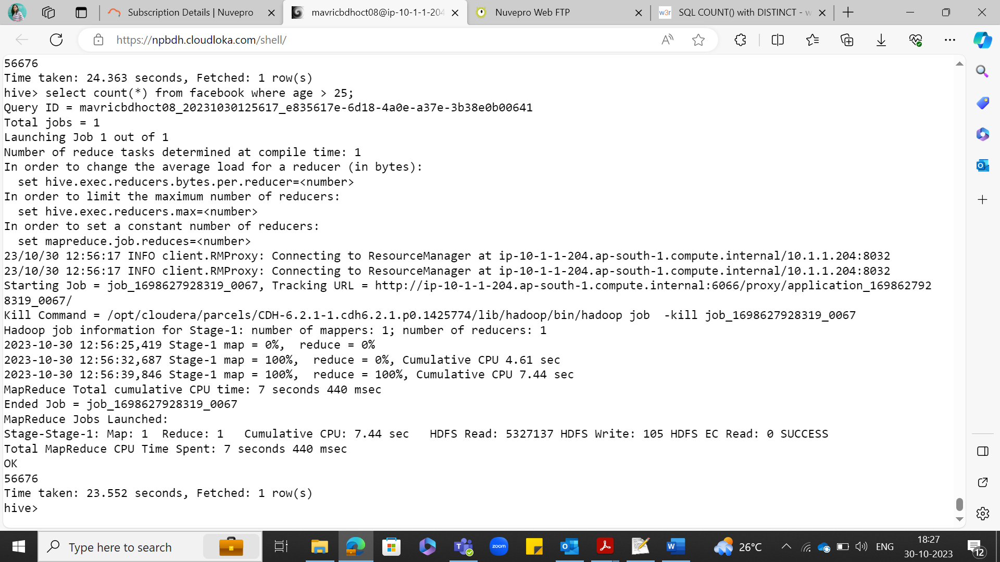 Subscription Details | Nuvepro
mavricbdhoct08@ip-10-1-1-204
Nuvepro Web FTP
w3r SQL COUNT() with DISTINCT - w
https://npbdh.cloudloka.com/shell/
56676
Time taken: 24.363 seconds, Fetched: 1 row(s)
hive> select count(*) from facebook where age > 25;
Query ID = mavricbdhoct08_20231030125617_e835617e-6d18-4a0e-a37e-3b38e0b00641
Total jobs = 1
Launching Job 1 out of 1
Number of reduce tasks determined at compile time: 1
In order to change the average load for a reducer (in bytes):
  set hive.exec.reducers.bytes.per.reducer=<number>
In order to limit the maximum number of reducers:
  set hive.exec.reducers.max=<number>
In order to set a constant number of reducers:
  set mapreduce.job.reduces=<number>
23/10/30 12:56:17 INFO client.RMProxy: Connecting to ResourceManager at ip-10-1-1-204.ap-south-1.compute.internal/10.1.1.204:8032
23/10/30 12:56:17 INFO client.RMProxy: Connecting to ResourceManager at ip-10-1-1-204.ap-south-1.compute.internal/10.1.1.204:8032
Starting Job = job_1698627928319_0067, Tracking URL = http://ip-10-1-1-204.ap-south-1.compute.internal:6066/proxy/application_169862792
8319_0067/
Kill Command = /opt/cloudera/parcels/CDH-6.2.1-1.cdh6.2.1.p0.1425774/lib/hadoop/bin/hadoop job  -kill job_1698627928319_0067
Hadoop job information for Stage-1: number of mappers: 1; number of reducers: 1
2023-10-30 12:56:25,419 Stage-1 map = 0%,  reduce = 0%
2023-10-30 12:56:32,687 Stage-1 map = 100%,  reduce = 0%, Cumulative CPU 4.61 sec
2023-10-30 12:56:39,846 Stage-1 map = 100%,  reduce = 100%, Cumulative CPU 7.44 sec
MapReduce Total cumulative CPU time: 7 seconds 440 msec
Ended Job = job_1698627928319_0067
MapReduce Jobs Launched:
Stage-Stage-1: Map: 1  Reduce: 1   Cumulative CPU: 7.44 sec   HDFS Read: 5327137 HDFS Write: 105 HDFS EC Read: 0 SUCCESS
Total MapReduce CPU Time Spent: 7 seconds 440 msec
OK
56676
Time taken: 23.552 seconds, Fetched: 1 row(s)
hive>
Type here to search
zoom
26°C
ENG
18:27
30-10-2023
12